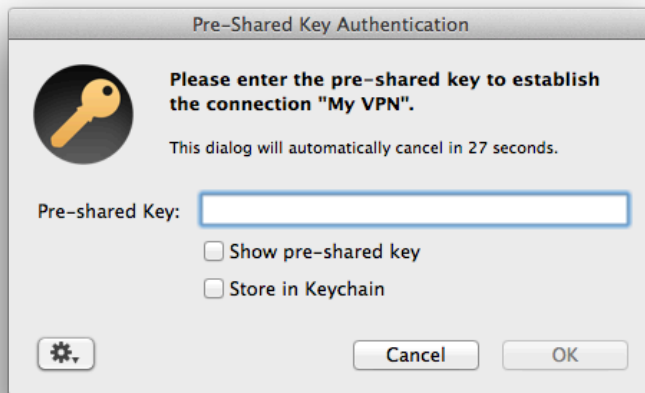 Pre-Shared Key Authentication
Please enter the pre-shared key to establish
the connection "My VPN".
This dialog will automatically cancel in 27 seconds.
Pre-shared Key:
Show pre-shared key
Store in Keychain
Cancel
OK